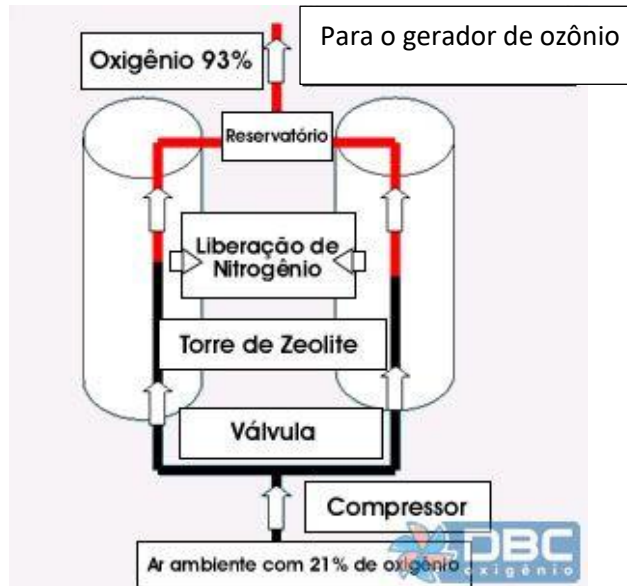 Para o gerador de ozônio
Oxigênio 93%
Reservatório
Liberação de
Nitrogênio
Torre de Zeolite
Válvula
Compressor
Ar ambiente com 21% de oxigênio
DBC
oxigênio